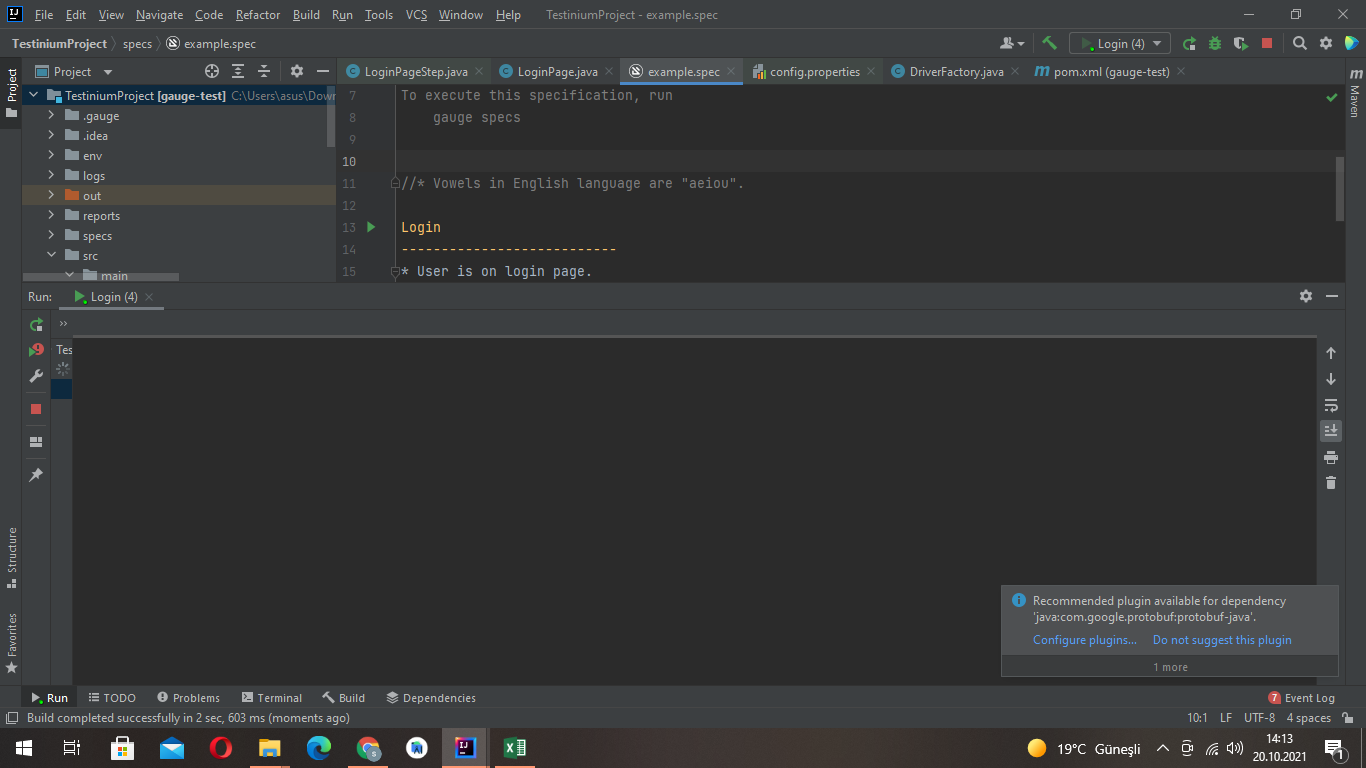 IJ File Edit View Navigate Code Refactor Build Run Tools VCS Window Help TestiniumProject - example.spec
TestiniumProject specs example.spec
Login (4)
Project
Project
LoginPageStep.java
LoginPage.java
example.spec
config.properties
DriverFactory.java
m pom.xml (gauge-test)
m Maven
TestiniumProject [gauge-test] C:\Users\asus\Down
.gauge
.idea
env
logs
out
reports
specs
src
main
7 To execute this specification, run
8 gauge specs
9
10
11 //* Vowels in English language are "aeiou".
12
13 Login
14 ---------------------------
15 * User is on login page.
Run: Login (4)
»
Tes
Structure
Favorites
Recommended plugin available for dependency
'java:com.google.protobuf:protobuf-java'.
Configure plugins... Do not suggest this plugin
1 more
Run TODO Problems Terminal Build Dependencies
7 Event Log
Build completed successfully in 2 sec, 603 ms (moments ago)
10:1 LF UTF-8 4 spaces
19°C Güneşli
14:13
20.10.2021
1